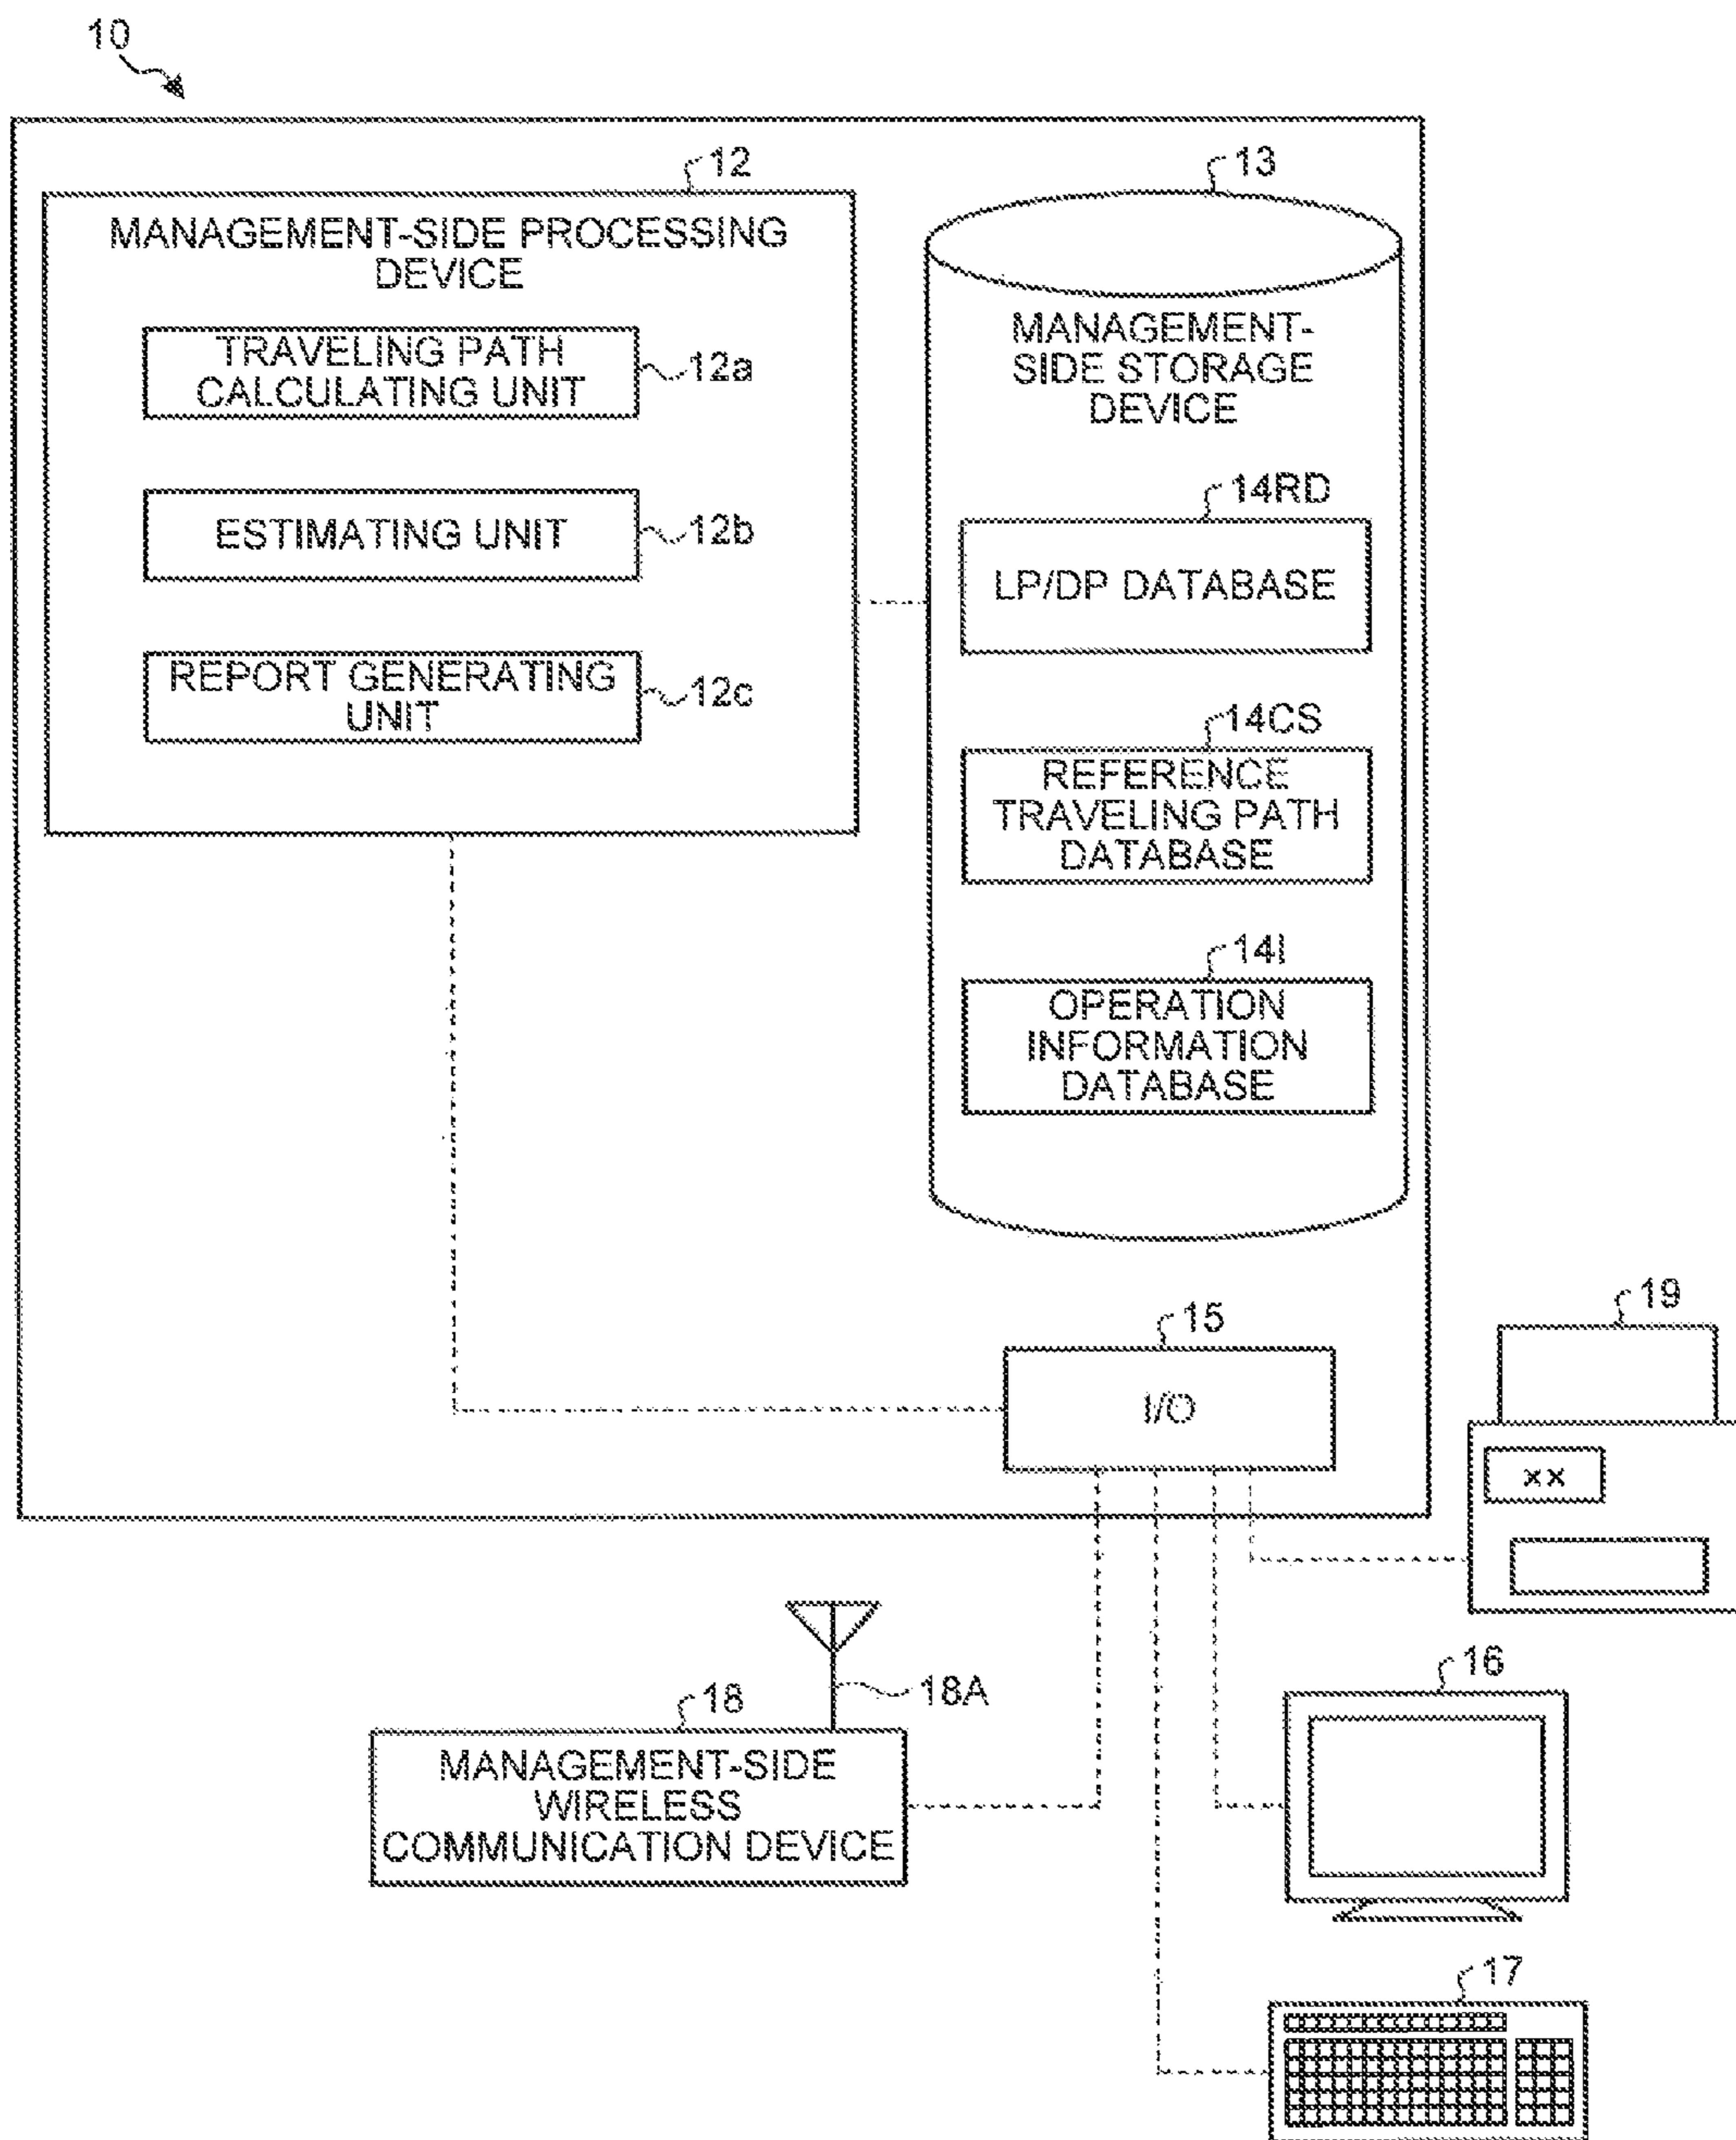 10
12
MANAGEMENT-SIDE PROCESSING
DEVICE
TRAVELING PATH
CALCULATING UNIT
12a
ESTIMATING UNIT
12b
REPORT GENERATING
UNIT
12c
13
MANAGEMENT-
SIDE STORAGE
DEVICE
14RD
LP/DP DATABASE
14CS
REFERENCE
TRAVELING PATH
DATABASE
14I
OPERATION
INFORMATION
DATABASE
15
I/O
19
××
18
18A
MANAGEMENT-SIDE
WIRELESS
COMMUNICATION DEVICE
16
17